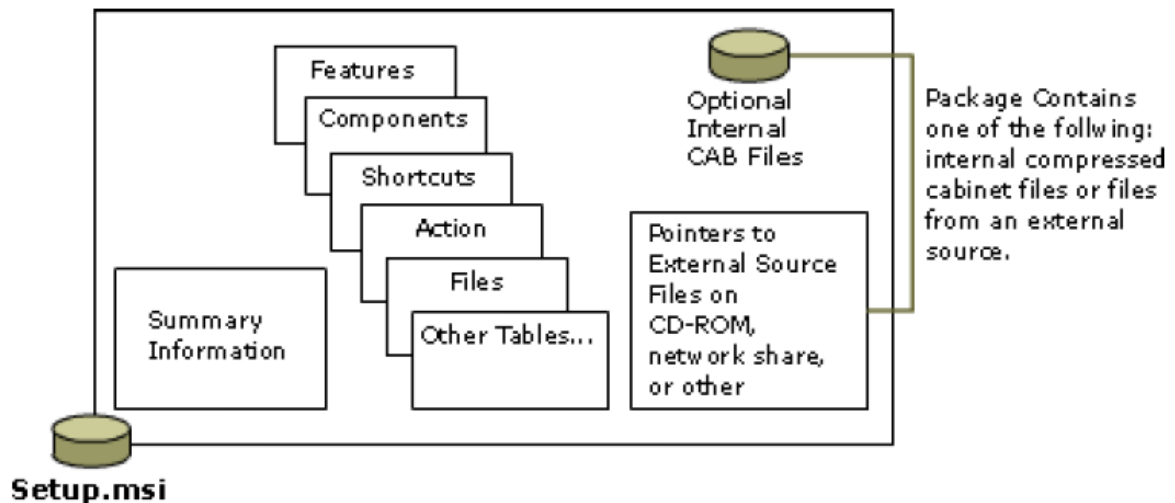 Features
Components
Shortcuts
Action
Files
Other Tables...
Summary
Information
Optional
Internal
CAB Files
Pointers to
External Source
Files on
CD-ROM,
network share,
or other
Package Contains
one of the follwing:
internal compressed
cabinet files or files
from an external
source.
Setup.msi